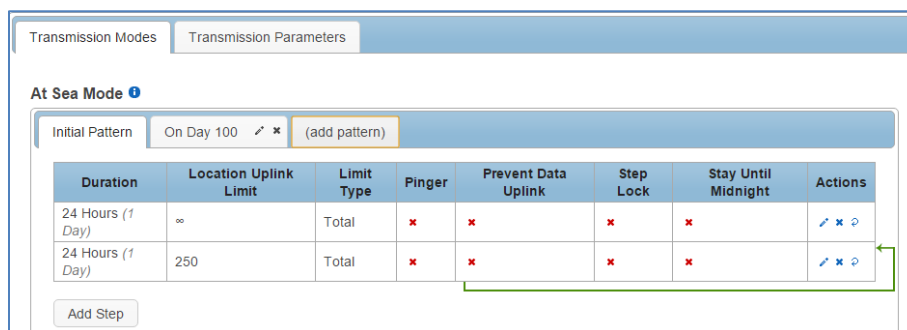 Transmission Modes Transmission Parameters
At Sea Mode
Initial Pattern On Day 100 (add pattern)
Duration Location Uplink Limit Limit Type Pinger Prevent Data Uplink Step Lock Stay Until Midnight Actions
24 Hours (1 Day) ∞ Total
24 Hours (1 Day) 250 Total
Add Step